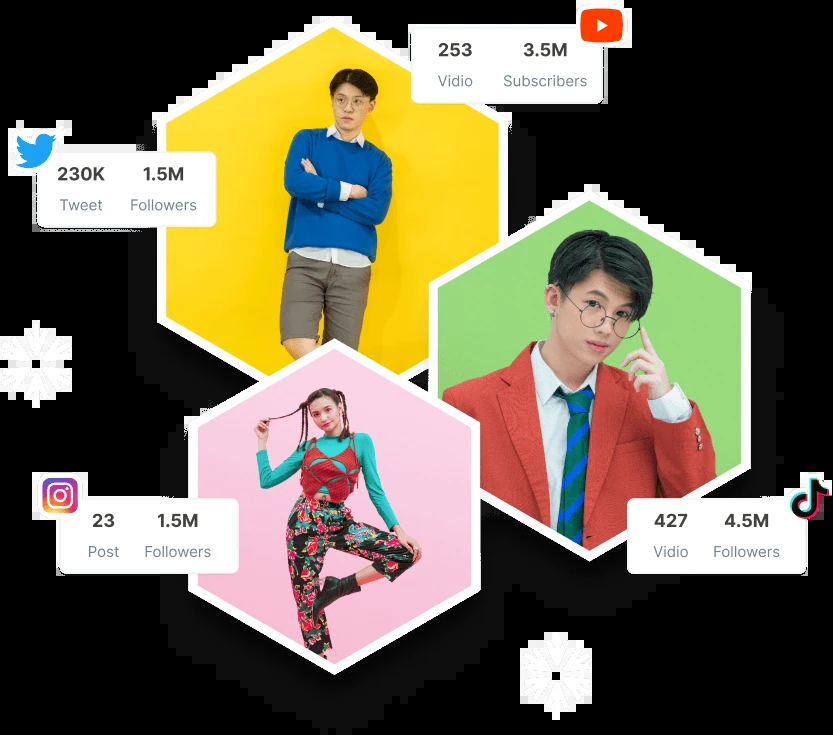 253 3.5M
Vidio Subscribers
230K 1.5M
Tweet Followers
23 1.5M
Post Followers
427 4.5M
Vidio Followers